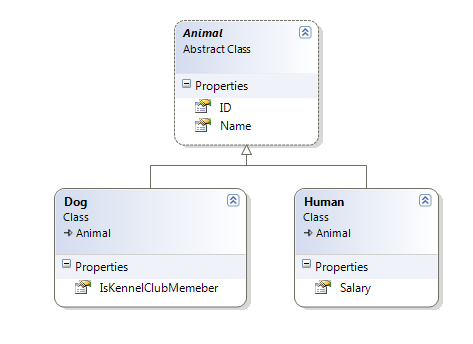 Animal
Abstract Class
Properties
ID
Name
Dog
Class
Animal
Properties
IsKennelClubMemeber
Human
Class
Animal
Properties
Salary